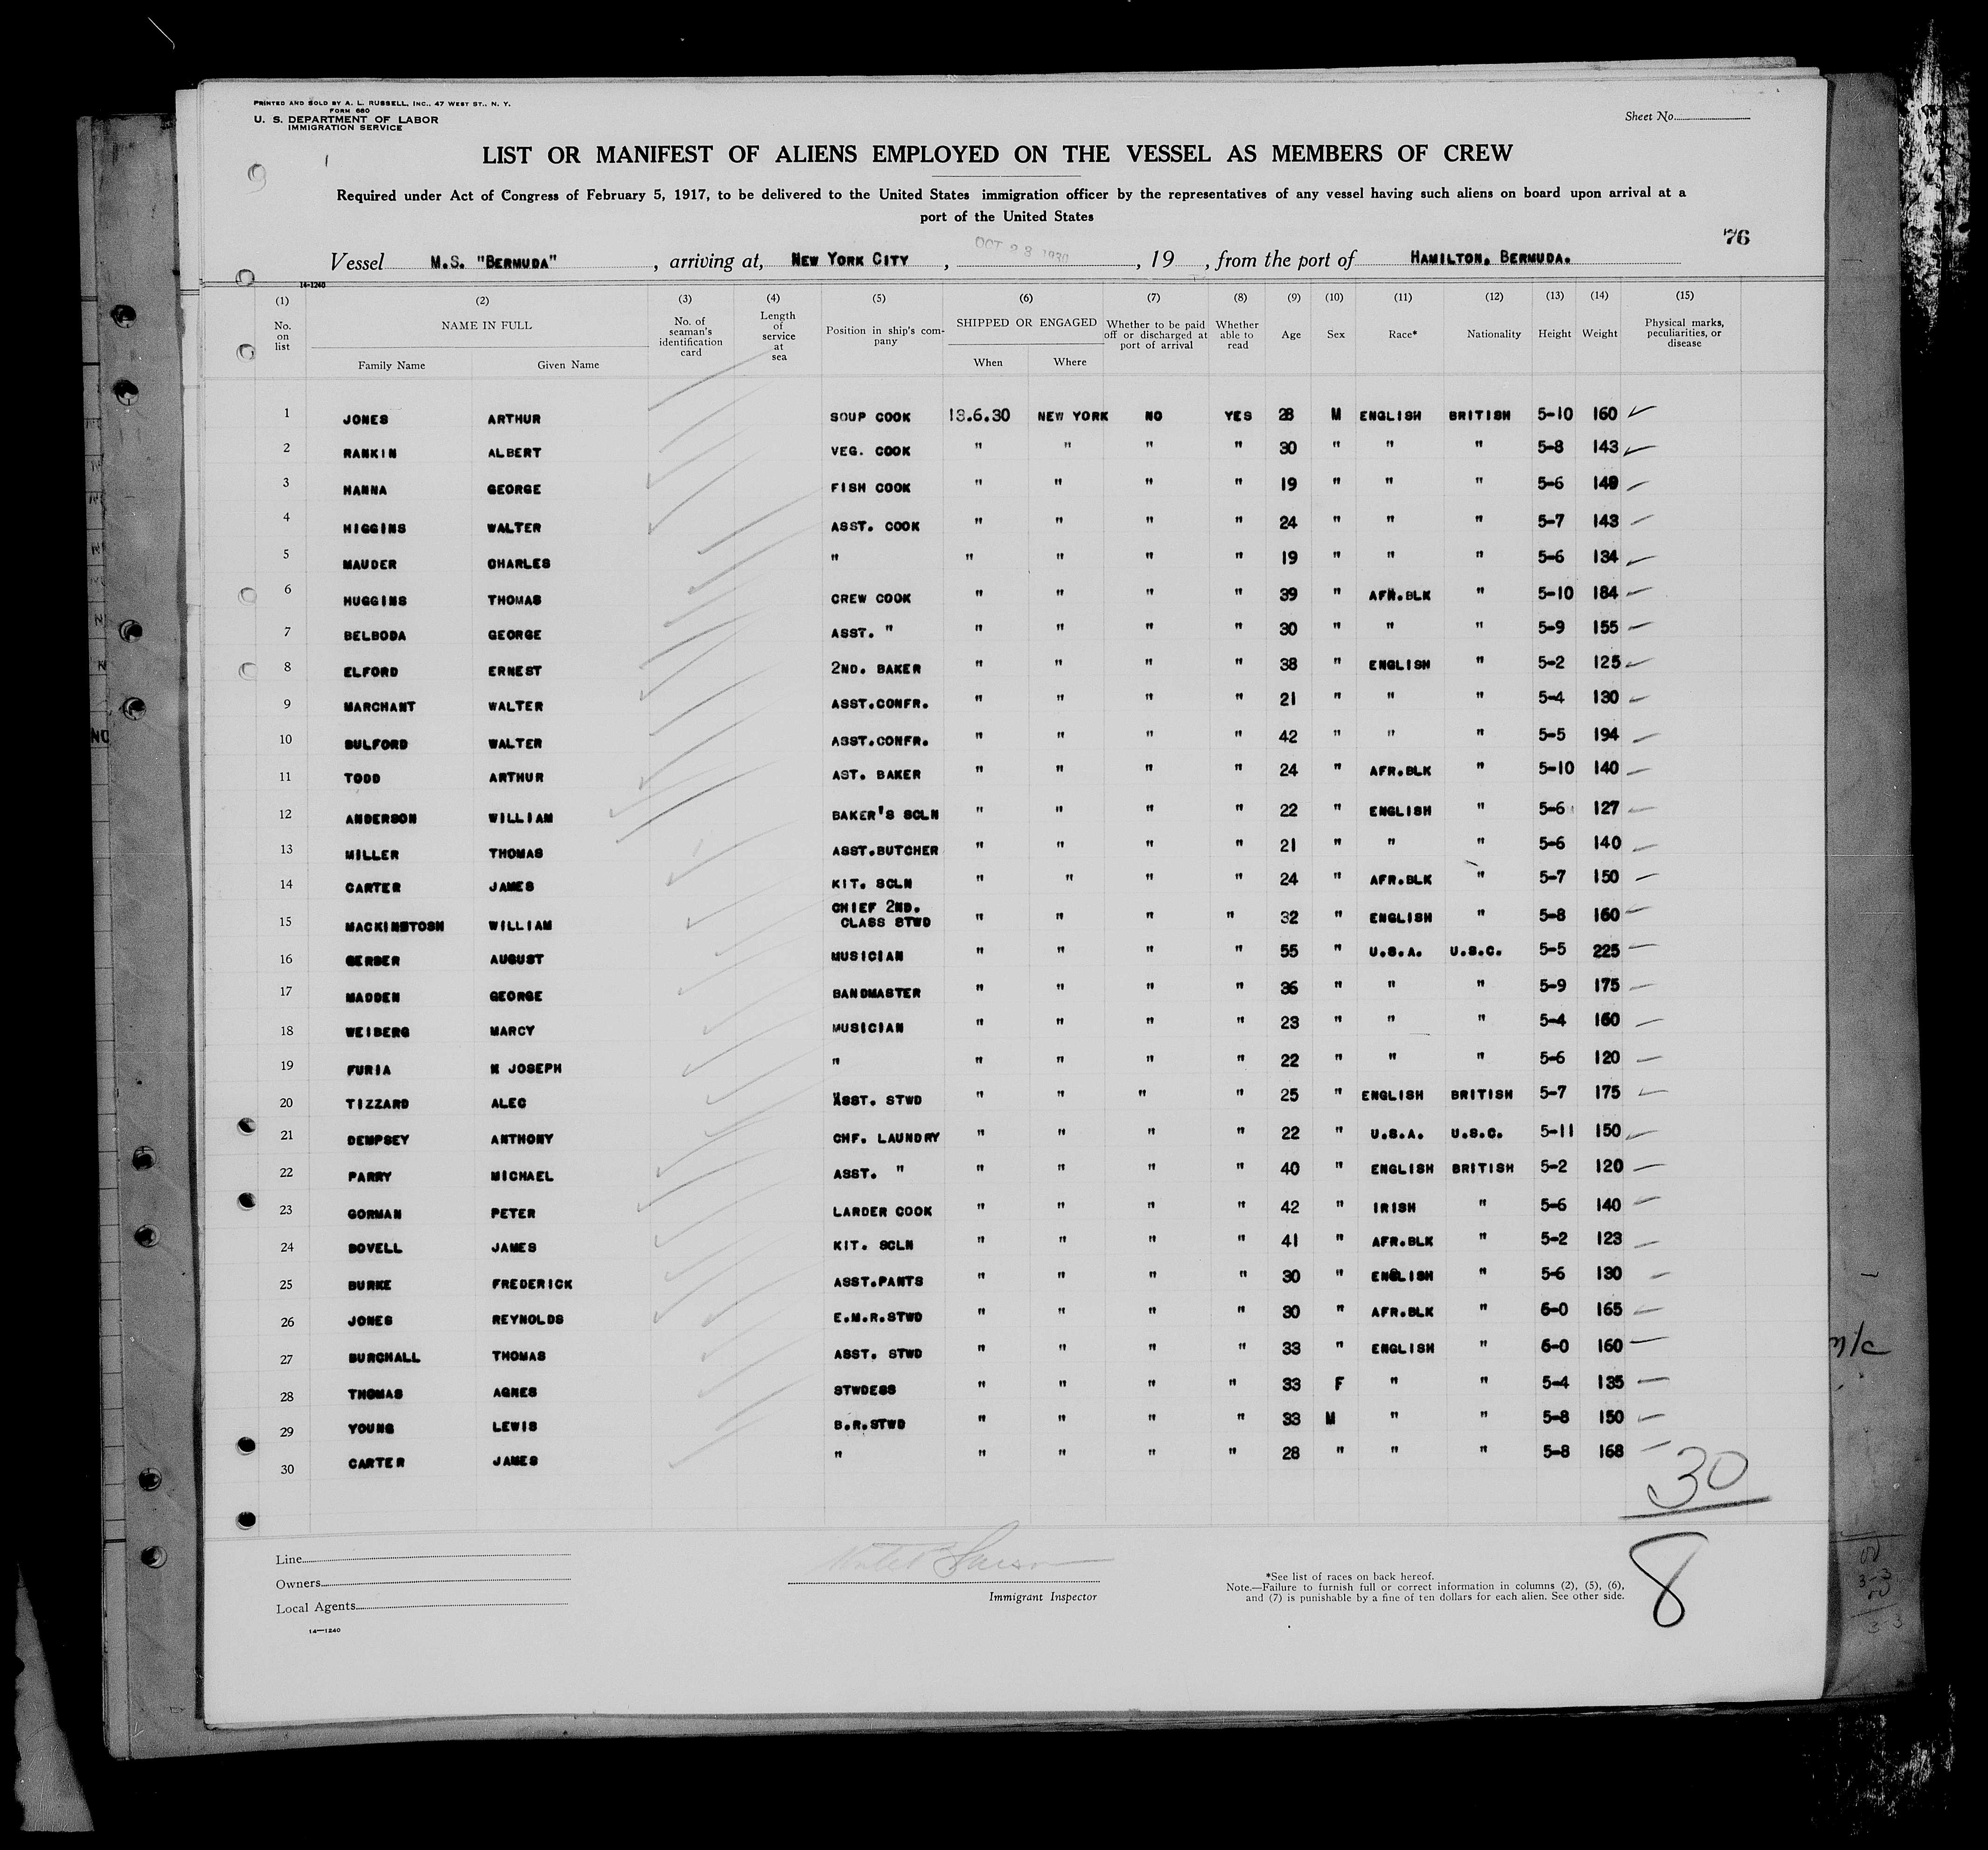 PRINTED AND SOLD BY A. L. RUSSELL, INC., 47 WEST ST., N. Y.
FORM 680
U. S. DEPARTMENT OF LABOR
IMMIGRATION SERVICE
Sheet No.
LIST OR MANIFEST OF ALIENS EMPLOYED ON THE VESSEL AS MEMBERS OF CREW
Required under Act of Congress of February 5, 1917, to be delivered to the United States immigration officer by the representatives of any vessel having such aliens on board upon arrival at a
port of the United States
76
OCT 23 1930
Vessel M.S. "BERMUDA", arriving at, NEW YORK CITY, , 19 , from the port of HAMILTON, BERMUDA.
14-1240
(1) (2) (3) (4) (5) (6) (7) (8) (9) (10) (11) (12) (13) (14) (15)
No. on list NAME IN FULL Family Name Given Name No. of seaman's identification card Length of service at sea Position in ship's company SHIPPED OR ENGAGED When Where Whether to be paid off or discharged at port of arrival Whether able to read Age Sex Race* Nationality Height Weight Physical marks, peculiarities, or disease
1 JONES ARTHUR SOUP COOK 13.6.30 NEW YORK NO YES 28 M ENGLISH BRITISH 5-10 160
2 RANKIN ALBERT VEG. COOK " " " " 30 " " " 5-8 143
3 HANNA GEORGE FISH COOK " " " " 19 " " " 5-6 140
4 HIGGINS WALTER ASST. COOK " " " " 24 " " " 5-7 143
5 MAUDER CHARLES " " " " " 19 " " " 5-6 134
6 HUGGINS THOMAS CREW COOK " " " " 39 " AFR.BLK " 5-10 184
7 BELBODA GEORGE ASST. " " " " " 30 " " " 5-9 155
8 ELFORD ERNEST 2ND. BAKER " " " " 38 " ENGLISH " 5-2 125
9 MARCHANT WALTER ASST.CONFR. " " " " 21 " " " 5-4 130
10 BULFORD WALTER ASST.CONFR. " " " " 42 " " " 5-5 194
11 TODD ARTHUR AST. BAKER " " " " 24 " AFR.BLK " 5-10 140
12 ANDERSON WILLIAM BAKER'S SCLN " " " " 22 " ENGLISH " 5-6 127
13 MILLER THOMAS ASST.BUTCHER " " " " 21 " " " 5-6 140
14 CARTER JAMES KIT. SCLN " " " " 24 " AFR.BLK " 5-7 150
15 MACKINSTOSH WILLIAM CHIEF 2ND. CLASS STWD " " " " 32 " ENGLISH " 5-8 160
16 GERBER AUGUST MUSICIAN " " " " 55 " U.S.A. U.S.C. 5-5 225
17 MADDEN GEORGE BANDMASTER " " " " 36 " " " 5-9 175
18 WEIBERG MARCY MUSICIAN " " " " 23 " " " 5-4 160
19 FURIA N JOSEPH " " " " " 22 " " " 5-6 120
20 TIZZARD ALEC ASST. STWD " " " " 25 " ENGLISH BRITISH 5-7 175
21 DEMPSEY ANTHONY CHF. LAUNDRY " " " " 22 " U.S.A. U.S.C. 5-11 150
22 PARRY MICHAEL ASST. " " " " " 40 " ENGLISH BRITISH 5-2 120
23 GORMAN PETER LARDER COOK " " " " 42 " IRISH " 5-6 140
24 BOVELL JAMES KIT. SCLN " " " " 41 " AFR.BLK " 5-2 123
25 BURKE FREDERICK ASST.PANTS " " " " 30 " ENGLISH " 5-6 130
26 JONES REYNOLDS E.M.R.STWD " " " " 30 " AFR.BLK " 6-0 165
27 BURCHALL THOMAS ASST. STWD " " " " 33 " ENGLISH " 6-0 160
28 THOMAS AGNES STWDESS " " " " 33 F " " 5-4 135
29 YOUNG LEWIS B.R.STWD " " " " 33 M " " 5-8 150
30 CARTER JAMES " " " " " 28 " " " 5-8 168
30
8
Line
Owners
Local Agents
14—1240
Immigrant Inspector
*See list of races on back hereof.
Note.—Failure to furnish full or correct information in columns (2), (5), (6),
and (7) is punishable by a fine of ten dollars for each alien. See other side.